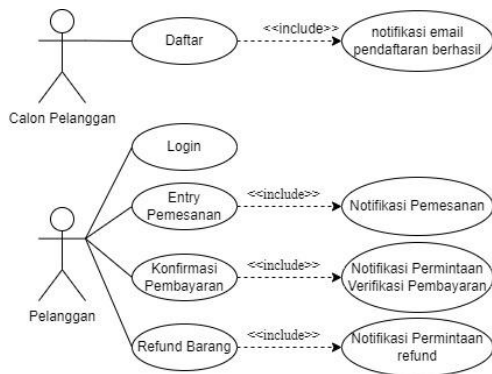 Daftar
<<include>>
notifikasi email
pendaftaran berhasil
Calon Pelanggan
Login
Entry
Pemesanan
<<include>>
Notifikasi Pemesanan
Konfirmasi
Pembayaran
<<include>>
Notifikasi Permintaan
Verifikasi Pembayaran
Pelanggan
Refund Barang
<<include>>
Notifikasi Permintaan
refund